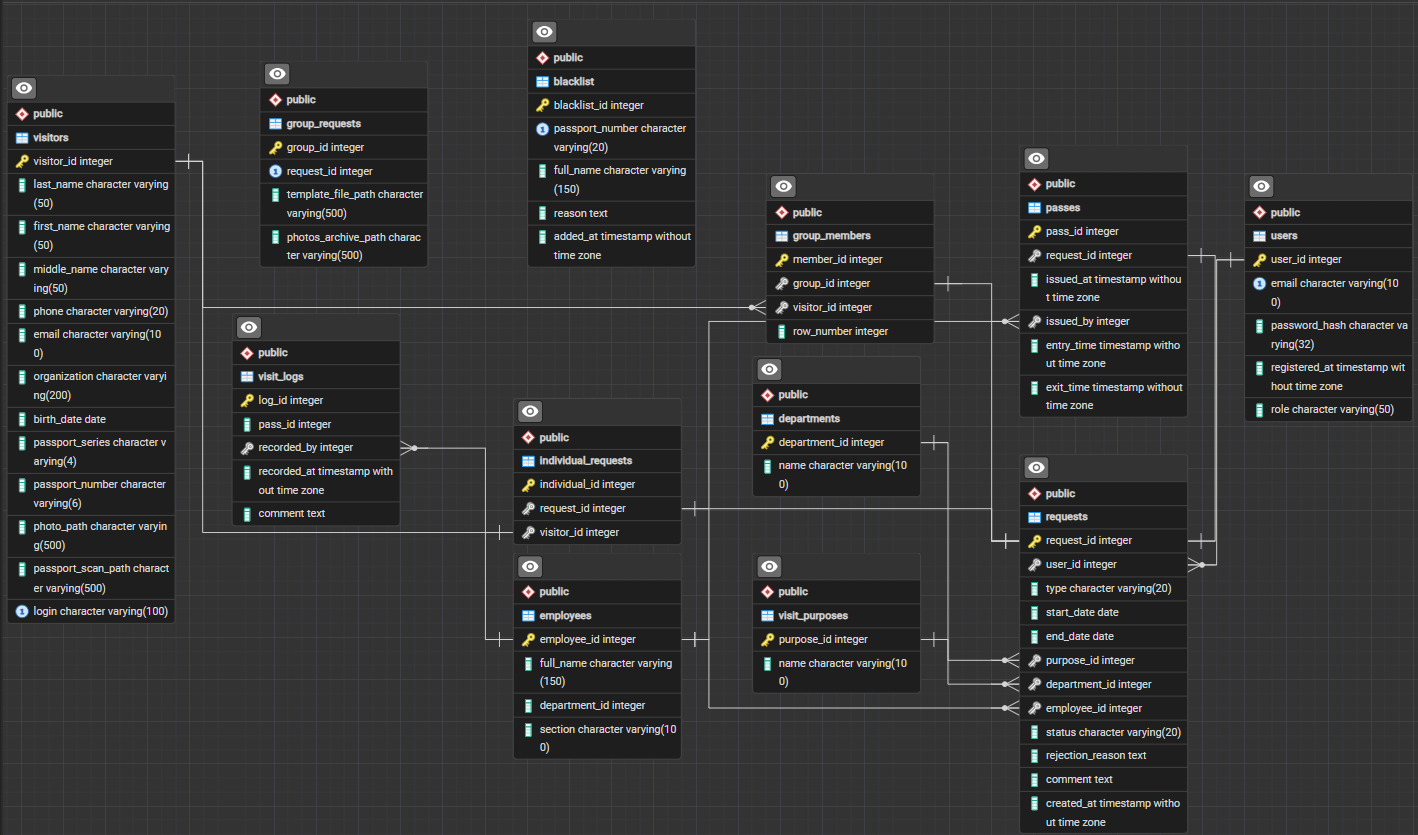 public
visitors
visitor_id integer
last_name character varying
(50)
first_name character varying
(50)
middle_name character vary
ing(50)
phone character varying(20)
email character varying(10
0)
organization character varyi
ng(200)
birth_date date
passport_series character v
arying(4)
passport_number character
varying(6)
photo_path character varyin
g(500)
passport_scan_path charact
er varying(500)
login character varying(100)
public
group_requests
group_id integer
request_id integer
template_file_path character
varying(500)
photos_archive_path charac
ter varying(500)
public
visit_logs
log_id integer
pass_id integer
recorded_by integer
recorded_at timestamp with
out time zone
comment text
public
blacklist
blacklist_id integer
passport_number character
varying(20)
full_name character varying
(150)
reason text
added_at timestamp without
time zone
public
individual_requests
individual_id integer
request_id integer
visitor_id integer
public
employees
employee_id integer
full_name character varying
(150)
department_id integer
section character varying(10
0)
public
group_members
member_id integer
group_id integer
visitor_id integer
row_number integer
public
departments
department_id integer
name character varying(10
0)
public
visit_purposes
purpose_id integer
name character varying(10
0)
public
passes
pass_id integer
request_id integer
issued_at timestamp withou
t time zone
issued_by integer
entry_time timestamp witho
ut time zone
exit_time timestamp without
time zone
public
requests
request_id integer
user_id integer
type character varying(20)
start_date date
end_date date
purpose_id integer
department_id integer
employee_id integer
status character varying(20)
rejection_reason text
comment text
created_at timestamp witho
ut time zone
public
users
user_id integer
email character varying(10
0)
password_hash character va
rying(32)
registered_at timestamp wit
hout time zone
role character varying(50)